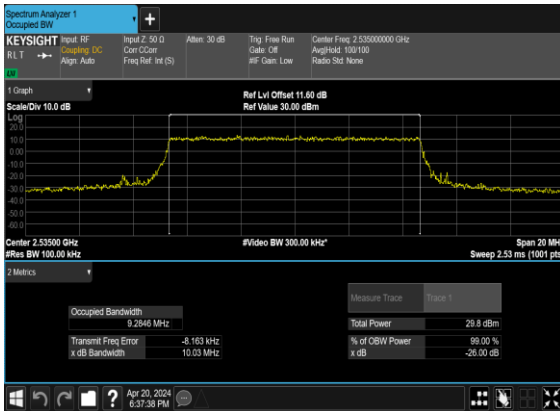 Spectrum Analyzer 1
Occupied BW
+
KEYSIGHT Input: RF Input Z: 50 Ω Atten: 30 dB Trig: Free Run Center Freq: 2.535000000 GHz
RLT Coupling: DC Corr CCorr Gate: Off Avg|Hold: 100/100
Align: Auto Freq Ref: Int (S) #IF Gain: Low Radio Std: None
1 Graph
Ref Lvl Offset 11.60 dB
Scale/Div 10.0 dB Ref Value 30.00 dBm
Log
20.0
10.0
0.00
-10.0
-20.0
-30.0
-40.0
-50.0
-60.0
Center 2.53500 GHz #Video BW 300.00 kHz* Span 20 MH
#Res BW 100.00 kHz Sweep 2.53 ms (1001 pts
2 Metrics
Measure Trace Trace 1
Occupied Bandwidth
9.2846 MHz Total Power 29.8 dBm
Transmit Freq Error -8.163 kHz % of OBW Power 99.00 %
x dB Bandwidth 10.03 MHz x dB -26.00 dB
? Apr 20, 2024
6:37:38 PM